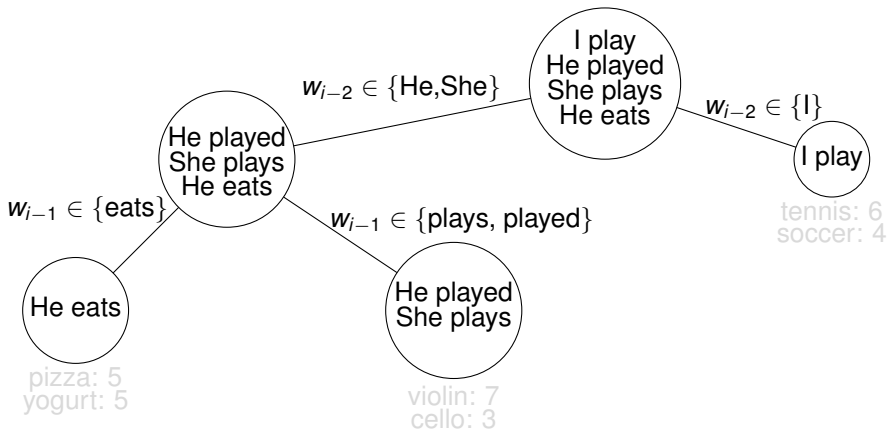 I play
He played
She plays
He eats
w_{i−2} ∈ {He,She}
w_{i−2} ∈ {I}
He played
She plays
He eats
I play
tennis: 6
soccer: 4
w_{i−1} ∈ {eats}
w_{i−1} ∈ {plays, played}
He eats
He played
She plays
pizza: 5
yogurt: 5
violin: 7
cello: 3